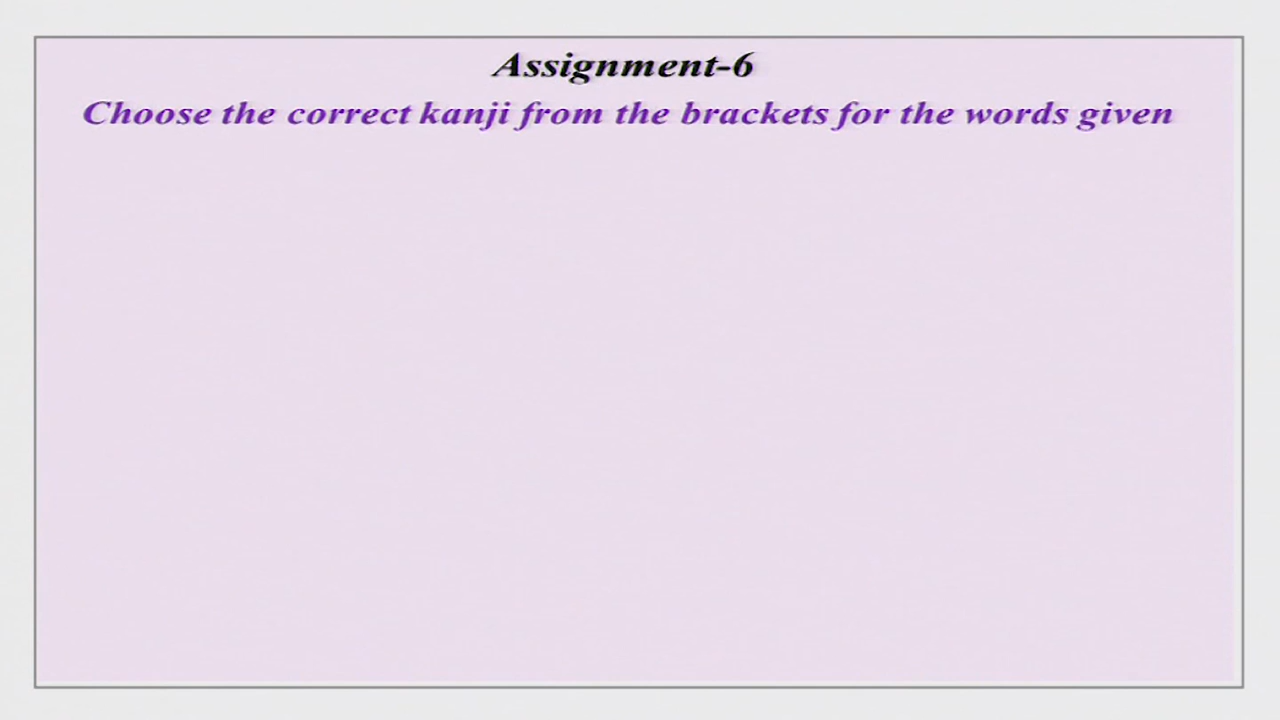 Assignment-6
Choose the correct kanji from the brackets for the words given